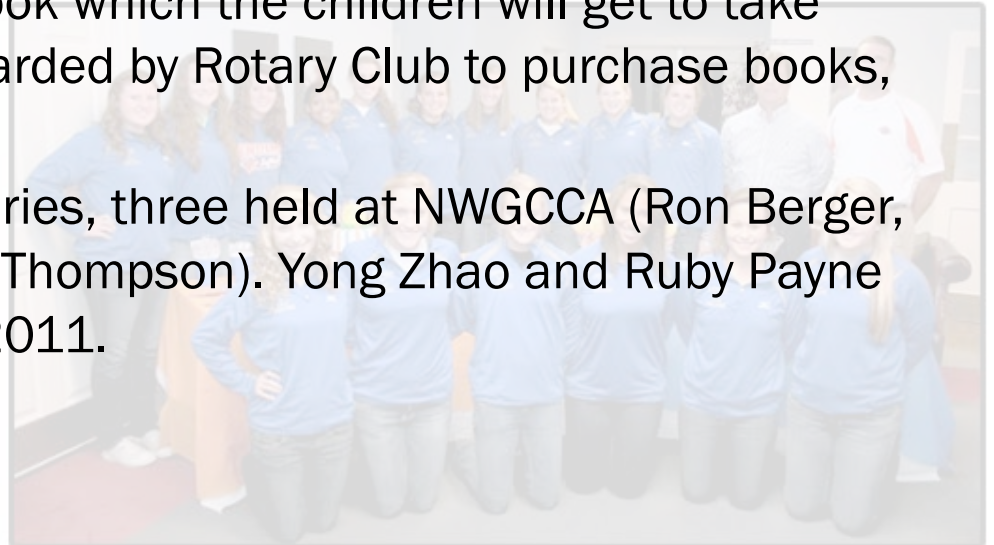 ook which the children will get to take
arded by Rotary Club to purchase books,
ries, three held at NWGCCA (Ron Berger,
Thompson). Yong Zhao and Ruby Payne
2011.